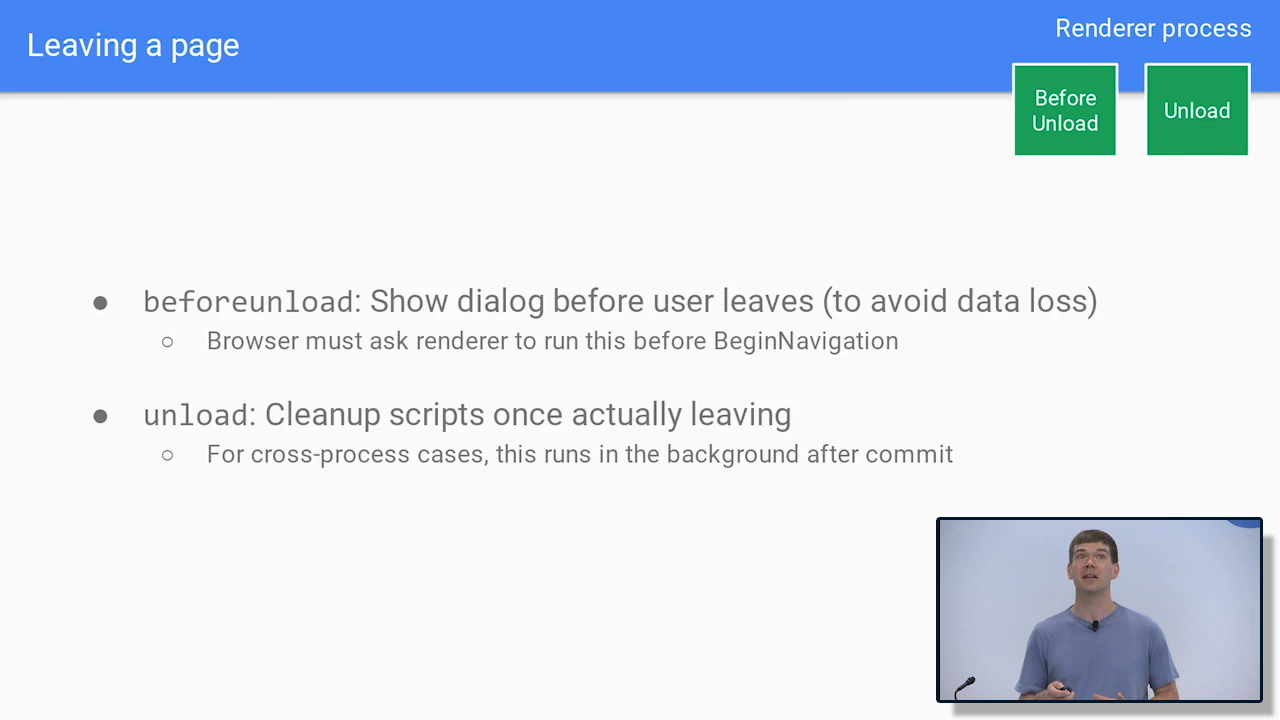 Leaving a page
Renderer process
Before
Unload
Unload
● beforeunload: Show dialog before user leaves (to avoid data loss)
○ Browser must ask renderer to run this before BeginNavigation
● unload: Cleanup scripts once actually leaving
○ For cross-process cases, this runs in the background after commit